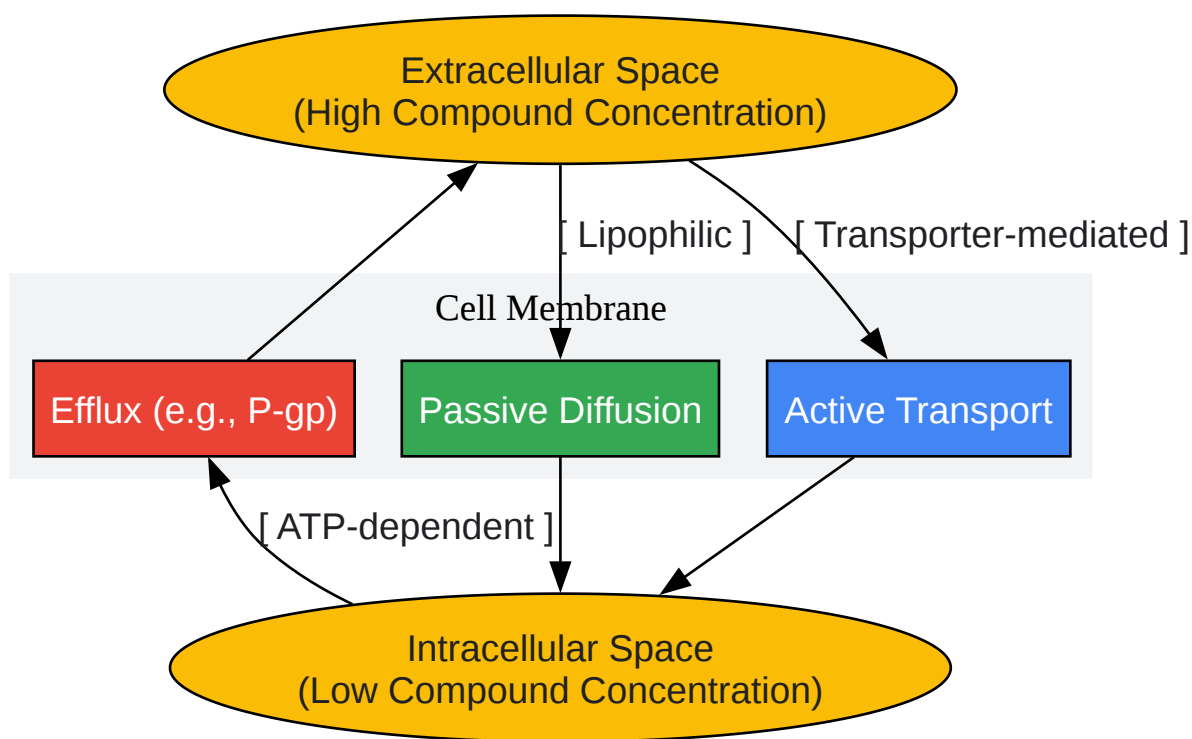 Extracellular Space
(High Compound Concentration)
[ Lipophilic ]
[ Transporter-mediated ]
Cell Membrane
Efflux (e.g., P-gp)
Passive Diffusion
Active Transport
[ ATP-dependent ]
Intracellular Space
(Low Compound Concentration)